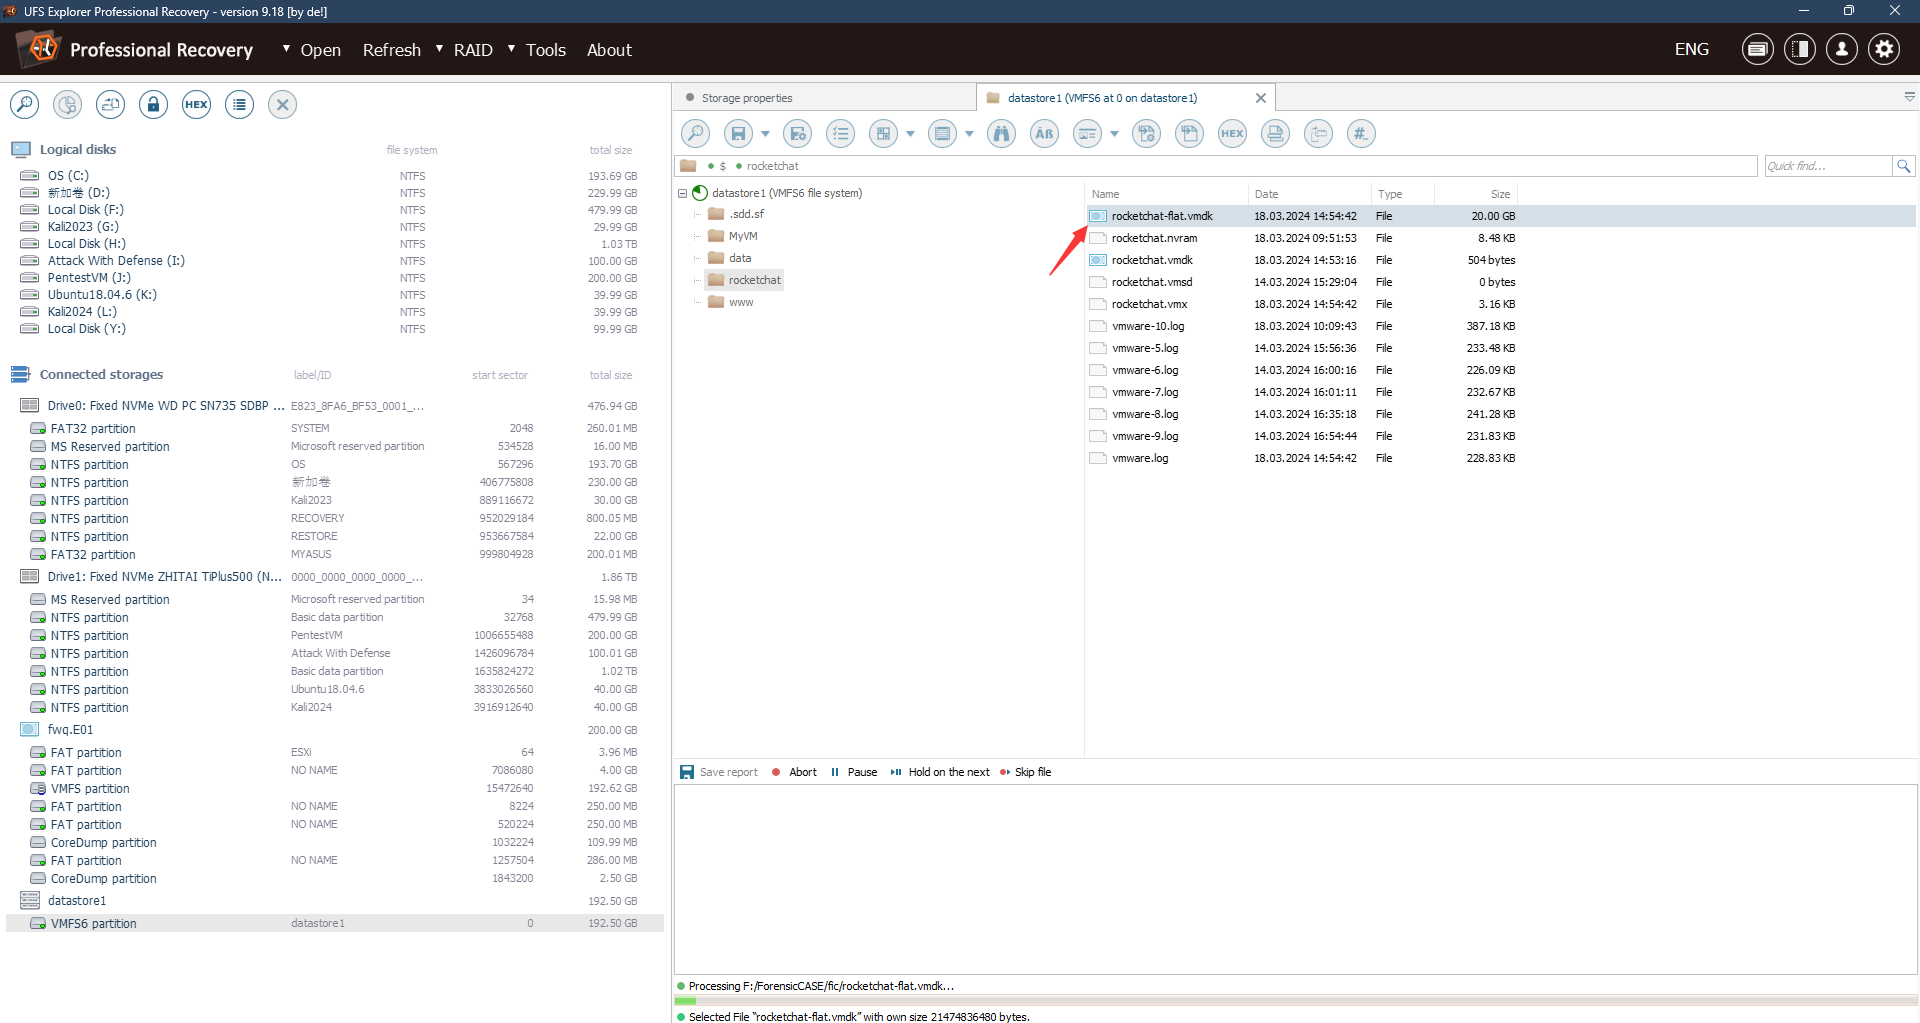 UFS Explorer Professional Recovery - version 9.18 [by de!]
Professional Recovery Open Refresh RAID Tools About ENG
Storage properties datastore1 (VMFS6 at 0 on datastore1)
HEX
Äß HEX #_
$ rocketchat Quick find...
Logical disks file system total size
OS (C:) NTFS 193.69 GB
新加卷 (D:) NTFS 229.99 GB
Local Disk (F:) NTFS 479.99 GB
Kali2023 (G:) NTFS 29.99 GB
Local Disk (H:) NTFS 1.03 TB
Attack With Defense (I:) NTFS 100.00 GB
PentestVM (J:) NTFS 200.00 GB
Ubuntu18.04.6 (K:) NTFS 39.99 GB
Kali2024 (L:) NTFS 39.99 GB
Local Disk (Y:) NTFS 99.99 GB
Connected storages label/ID start sector total size
Drive0: Fixed NVMe WD PC SN735 SDBP ... E823_8FA6_BF53_0001_... 476.94 GB
FAT32 partition SYSTEM 2048 260.01 MB
MS Reserved partition Microsoft reserved partition 534528 16.00 MB
NTFS partition OS 567296 193.70 GB
NTFS partition 新加卷 406775808 230.00 GB
NTFS partition Kali2023 889116672 30.00 GB
NTFS partition RECOVERY 952029184 800.05 MB
NTFS partition RESTORE 953667584 22.00 GB
FAT32 partition MYASUS 999804928 200.01 MB
Drive1: Fixed NVMe ZHITAI TiPlus500 (N... 0000_0000_0000_0000_... 1.86 TB
MS Reserved partition Microsoft reserved partition 34 15.98 MB
NTFS partition Basic data partition 32768 479.99 GB
NTFS partition PentestVM 1006655488 200.00 GB
NTFS partition Attack With Defense 1426096784 100.01 GB
NTFS partition Basic data partition 1635824272 1.02 TB
NTFS partition Ubuntu18.04.6 3833026560 40.00 GB
NTFS partition Kali2024 3916912640 40.00 GB
fwq.E01 200.00 GB
FAT partition ESXi 64 3.96 MB
FAT partition NO NAME 7086080 4.00 GB
VMFS partition 15472640 192.62 GB
FAT partition NO NAME 8224 250.00 MB
FAT partition NO NAME 520224 250.00 MB
CoreDump partition 1032224 109.99 MB
FAT partition NO NAME 1257504 286.00 MB
CoreDump partition 1843200 2.50 GB
datastore1 192.50 GB
VMFS6 partition datastore1 0 192.50 GB
datastore1 (VMFS6 file system)
.sdd.sf
MyVM
data
rocketchat
www
Name Date Type Size
rocketchat-flat.vmdk 18.03.2024 14:54:42 File 20.00 GB
rocketchat.nvram 18.03.2024 09:51:53 File 8.48 KB
rocketchat.vmdk 18.03.2024 14:53:16 File 504 bytes
rocketchat.vmsd 14.03.2024 15:29:04 File 0 bytes
rocketchat.vmx 18.03.2024 14:54:42 File 3.16 KB
vmware-10.log 18.03.2024 10:09:43 File 387.18 KB
vmware-5.log 14.03.2024 15:56:36 File 233.48 KB
vmware-6.log 14.03.2024 16:00:16 File 226.09 KB
vmware-7.log 14.03.2024 16:01:11 File 232.67 KB
vmware-8.log 14.03.2024 16:35:18 File 241.28 KB
vmware-9.log 14.03.2024 16:54:44 File 231.83 KB
vmware.log 18.03.2024 14:54:42 File 228.83 KB
Save report Abort Pause Hold on the next Skip file
Processing F:/ForensicCASE/fic/rocketchat-flat.vmdk...
Selected File "rocketchat-flat.vmdk" with own size 21474836480 bytes.